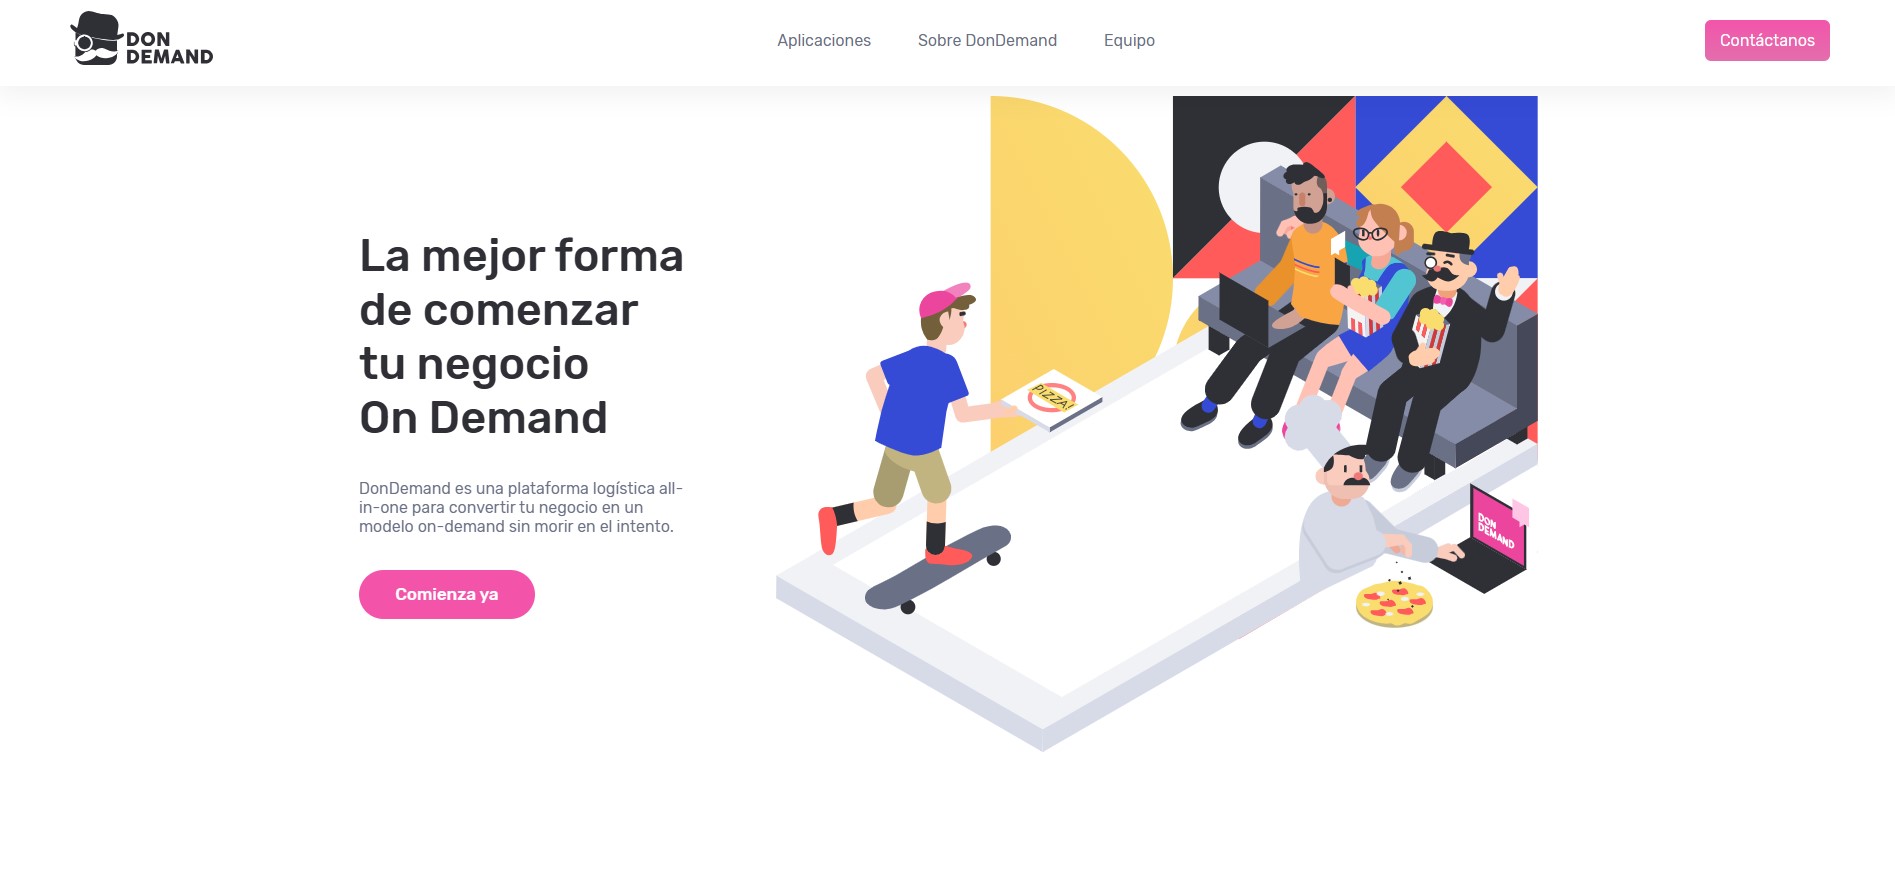 DON
DEMAND
Aplicaciones
Sobre DonDemand
Equipo
Contáctanos
La mejor forma
de comenzar
tu negocio
On Demand
DonDemand es una plataforma logística all-
in-one para convertir tu negocio en un
modelo on-demand sin morir en el intento.
Comienza ya
PIZZA!
DON
DEMAND